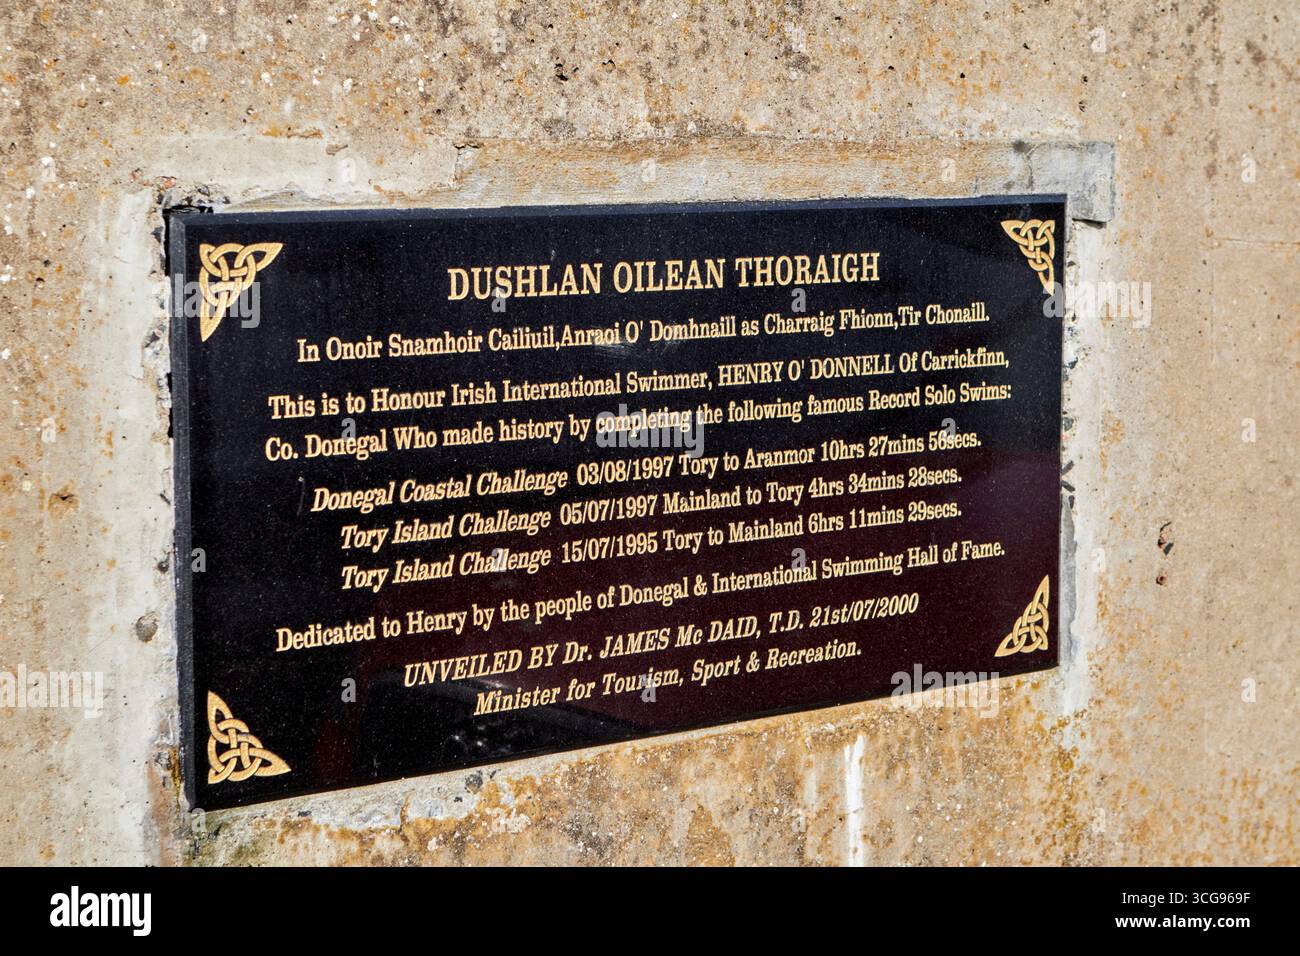 DUSHLAN OILEAN THORAIGH
In Onoir Snamhoir Cailiuil,Anraoi O' Domhnaill as Charraig Fhionn,Tir Chonaill.
This is to Honour Irish International Swimmer, HENRY O' DONNELL Of Carrickfinn,
Co. Donegal Who made history by completing the following famous Record Solo Swims:
Donegal Coastal Challenge 03/08/1997 Tory to Aranmor 10hrs 27mins 56secs.
Tory Island Challenge 05/07/1997 Mainland to Tory 4hrs 34mins 28secs.
Tory Island Challenge 15/07/1995 Tory to Mainland 6hrs 11mins 29secs.
Dedicated to Henry by the people of Donegal & International Swimming Hall of Fame.
UNVEILED BY Dr. JAMES Mc DAID, T.D. 21st/07/2000
Minister for Tourism, Sport & Recreation.
alamy
Image ID: 3CG969F
www.alamy.com